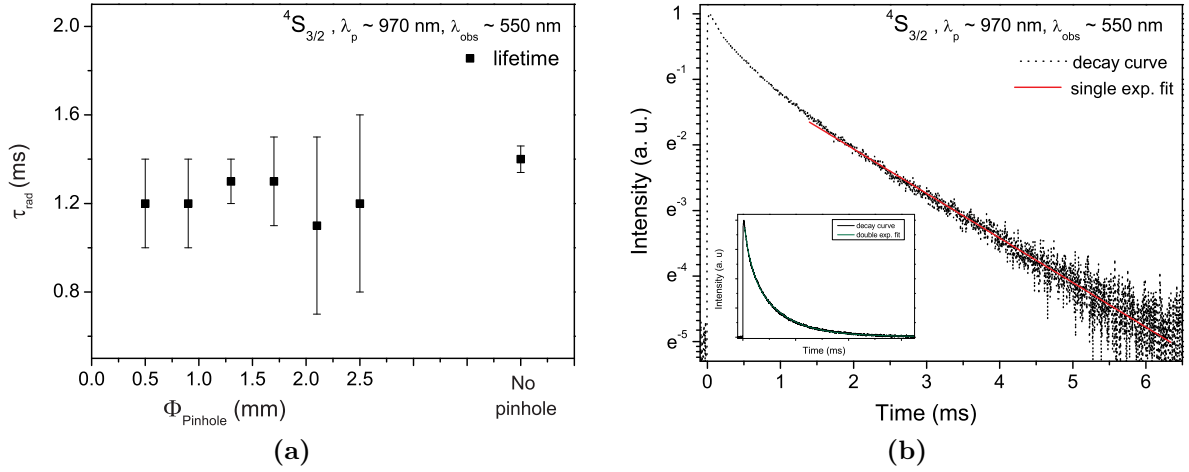 ⁴S₃/₂ , λₚ ~ 970 nm, λobs ~ 550 nm
lifetime
τrad (ms)
2.0
1.6
1.2
0.8
0.0 0.5 1.0 1.5 2.0 2.5 No pinhole
ΦPinhole (mm)
(a)
⁴S₃/₂ , λₚ ~ 970 nm, λobs ~ 550 nm
decay curve
single exp. fit
Intensity (a. u.)
1
e⁻¹
e⁻²
e⁻³
e⁻⁴
e⁻⁵
decay curve
double exp. fit
Intensity (a. u)
Time (ms)
0 1 2 3 4 5 6
Time (ms)
(b)